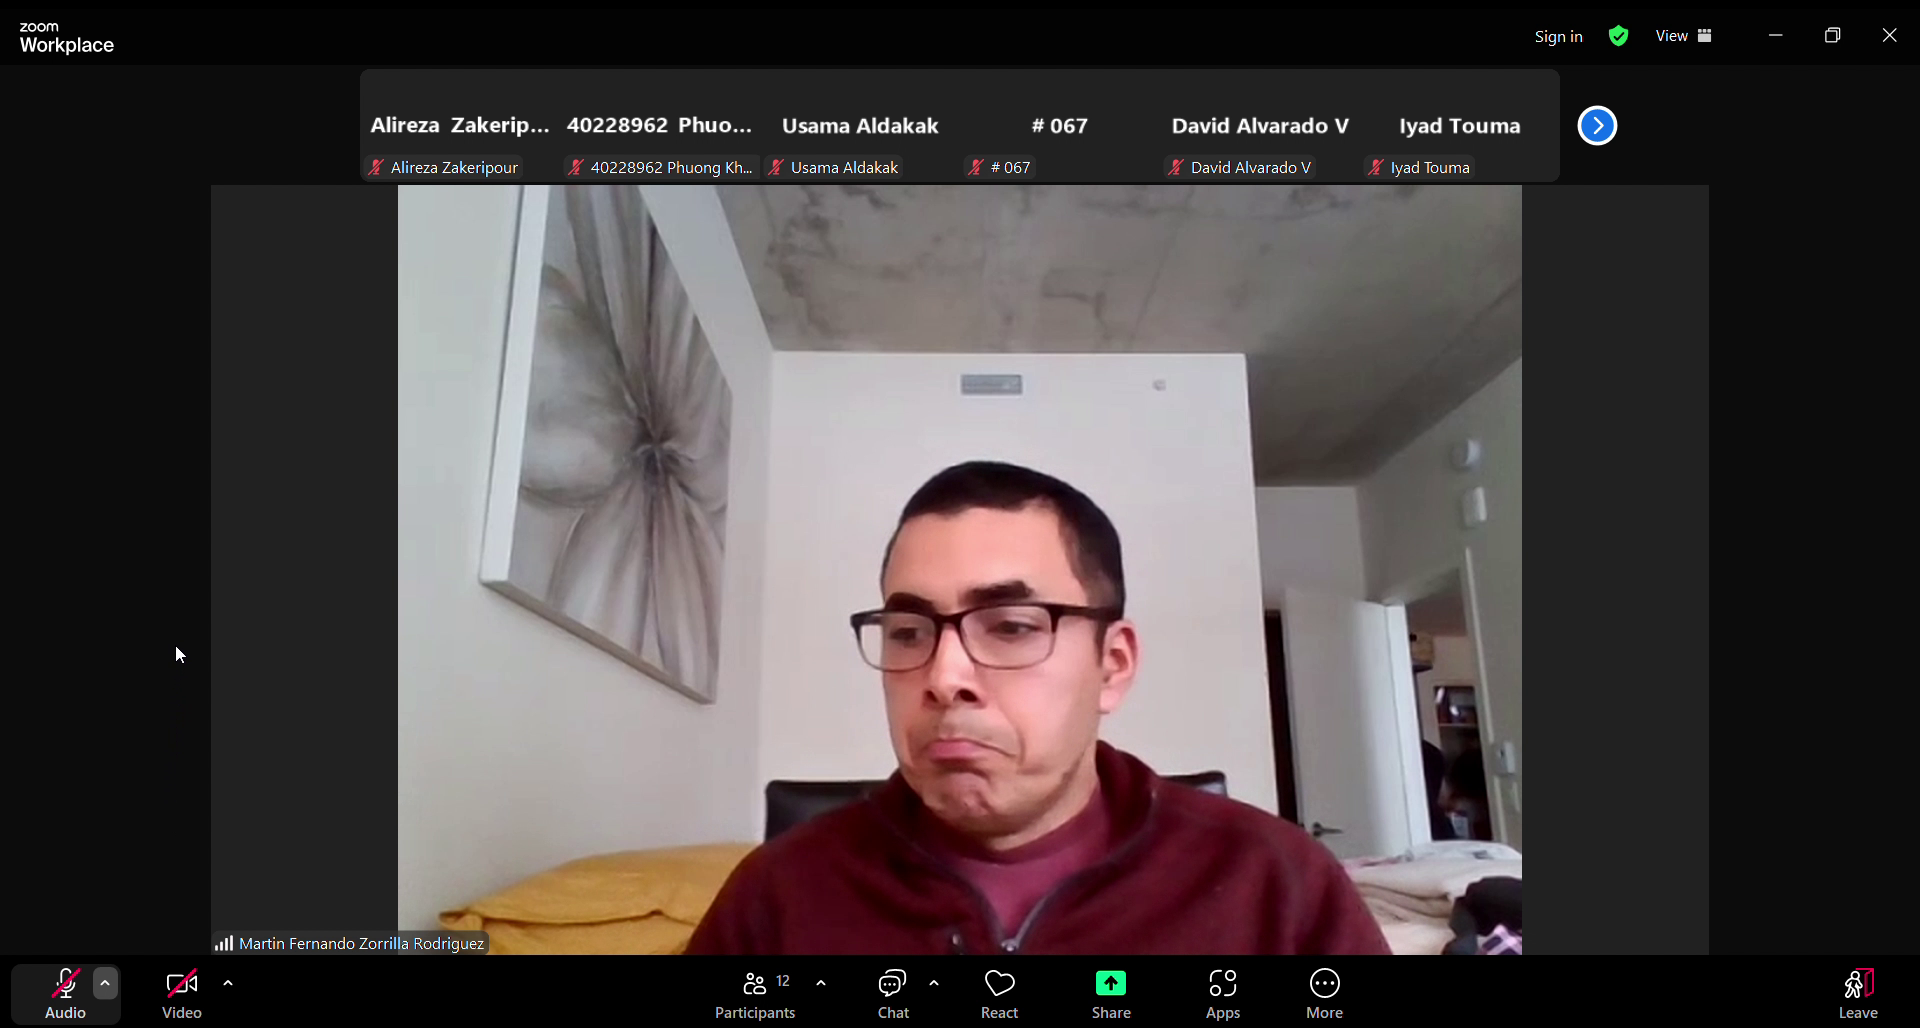 zoom
Workplace
Sign in
View
Alireza Zakerip...
40228962 Phuo...
Usama Aldakak
# 067
David Alvarado V
Iyad Touma
Alireza Zakeripour
40228962 Phuong Kh...
Usama Aldakak
# 067
David Alvarado V
Iyad Touma
Martin Fernando Zorrilla Rodriguez
12
Audio
Video
Participants
Chat
React
Share
Apps
More
Leave